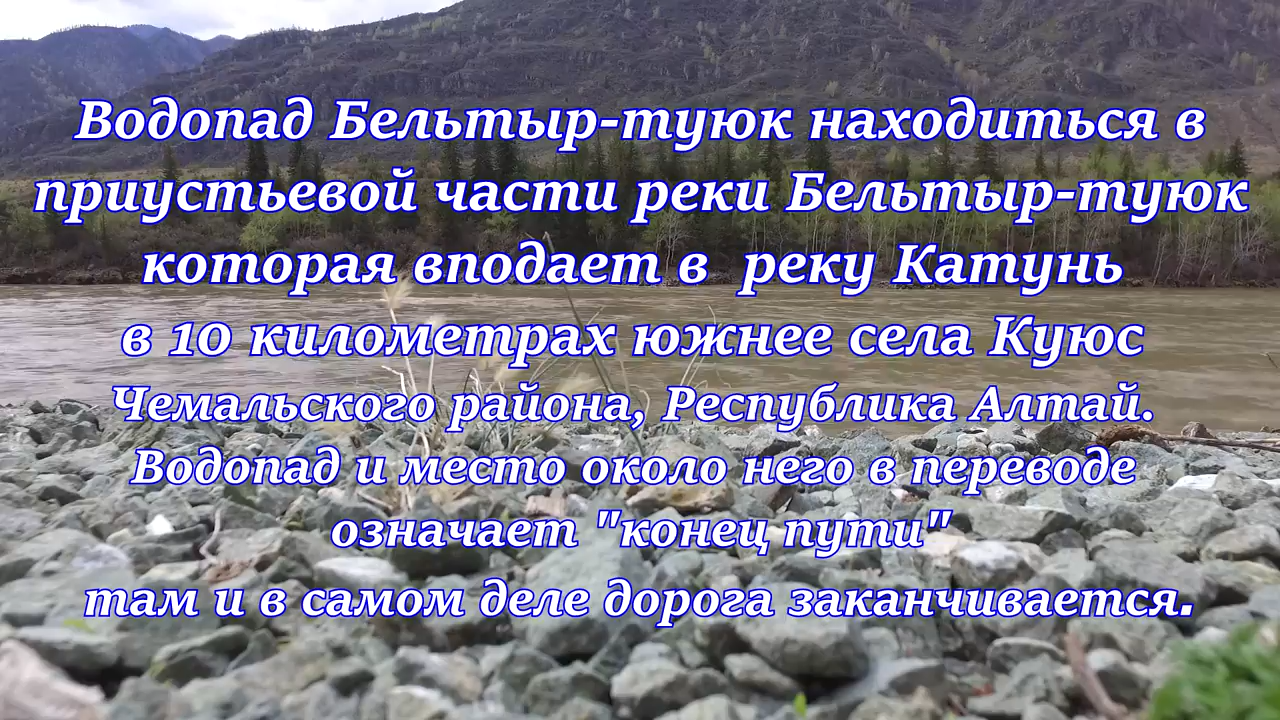 Водопад Бельтыр-туюк находиться в
приустьевой части реки Бельтыр-туюк
которая вподает в реку Катунь
в 10 километрах южнее села Куюс
Чемальского района, Республика Алтай.
Водопад и место около него в переводе
означает "конец пути"
там и в самом деле дорога заканчивается.